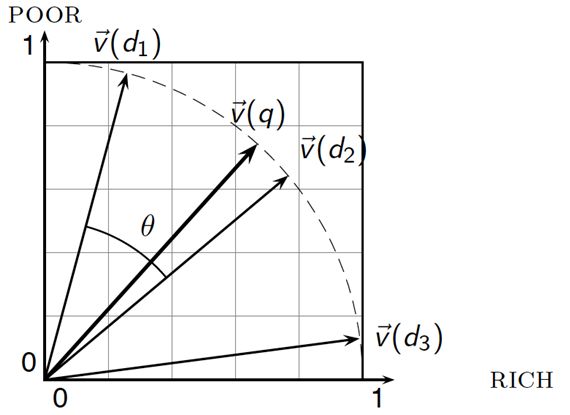 POOR
1
v⃗(d₁)
v⃗(q)
v⃗(d₂)
θ
v⃗(d₃)
0
0
1
RICH